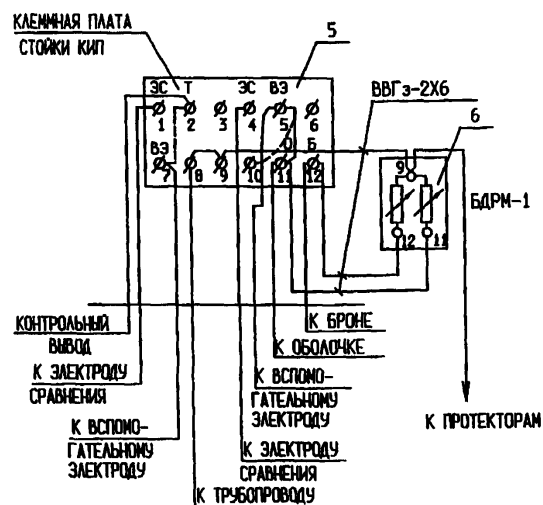 КЛЕММНАЯ ПЛАТА
СТОЙКИ КИП
5
ЭС Т ЭС ВЭ
1 2 3 4 5 6
ВЭ О Б
7 8 9 10 11 12
ВВГз-2Х6
6
9
БДРМ-1
12 11
КОНТРОЛЬНЫЙ
ВЫВОД
К ЭЛЕКТРОДУ
СРАВНЕНИЯ
К ВСПОМО-
ГАТЕЛЬНОМУ
ЭЛЕКТРОДУ
К ТРУБОПРОВОДУ
К ЭЛЕКТРОДУ
СРАВНЕНИЯ
К ВСПОМО-
ГАТЕЛЬНОМУ
ЭЛЕКТРОДУ
К ОБОЛОЧКЕ
К БРОНЕ
К ПРОТЕКТОРАМ